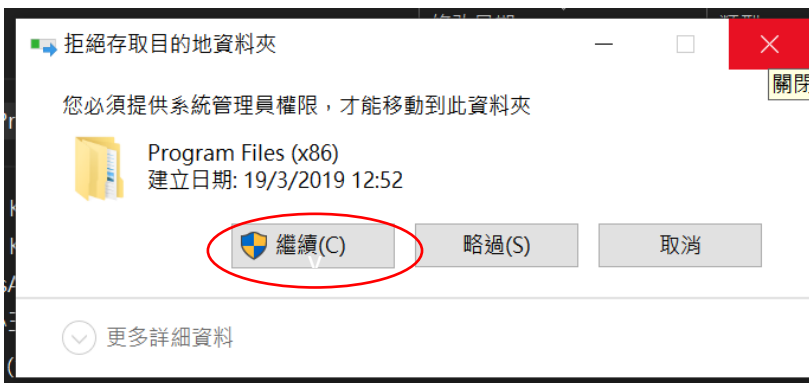 拒絕存取目的地資料夾
關閉
您必須提供系統管理員權限，才能移動到此資料夾
Program Files (x86)
建立日期: 19/3/2019 12:52
繼續(C)
略過(S)
取消
更多詳細資料